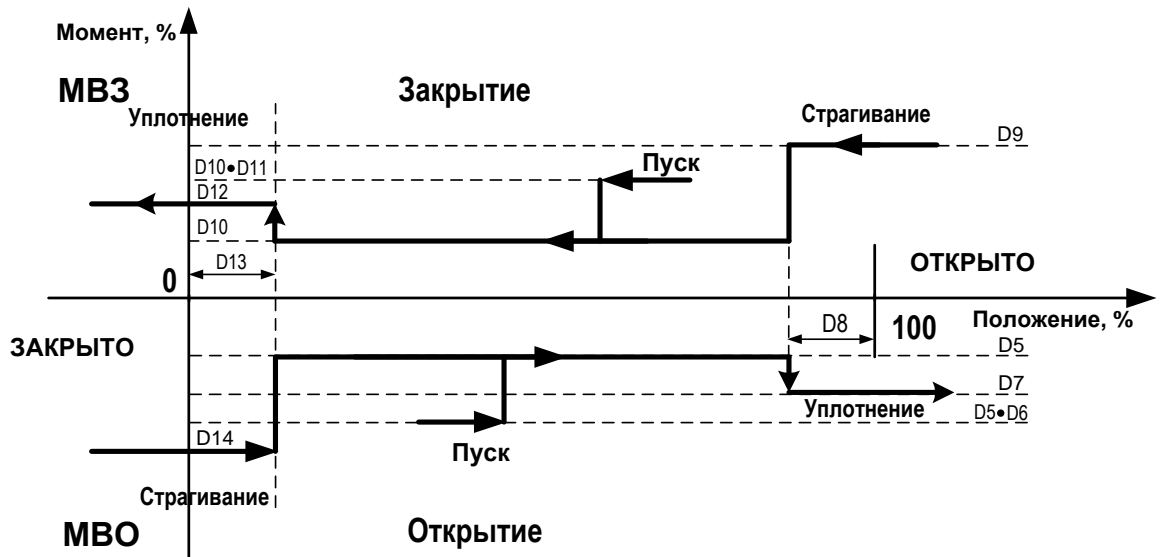 Момент, %
МВЗ
Закрытие
Уплотнение
Страгивание
D9
D10•D11
Пуск
D12
D10
D13
0
ОТКРЫТО
D8
100
Положение, %
ЗАКРЫТО
D5
D7
Уплотнение
D5•D6
D14
Пуск
Страгивание
МВО
Открытие